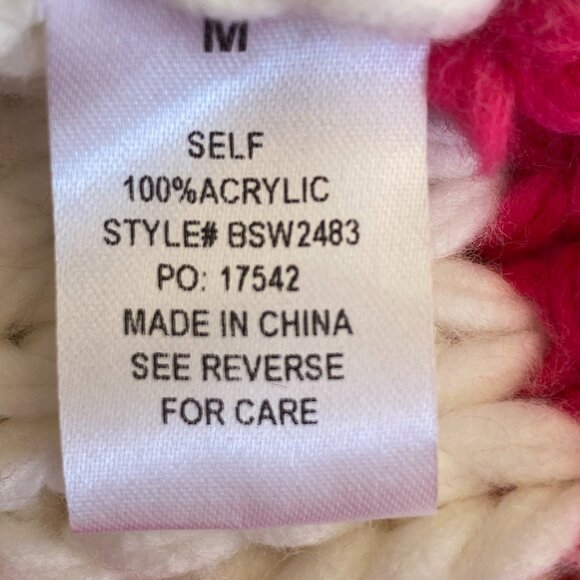 M
SELF
100%ACRYLIC
STYLE# BSW2483
PO: 17542
MADE IN CHINA
SEE REVERSE
FOR CARE